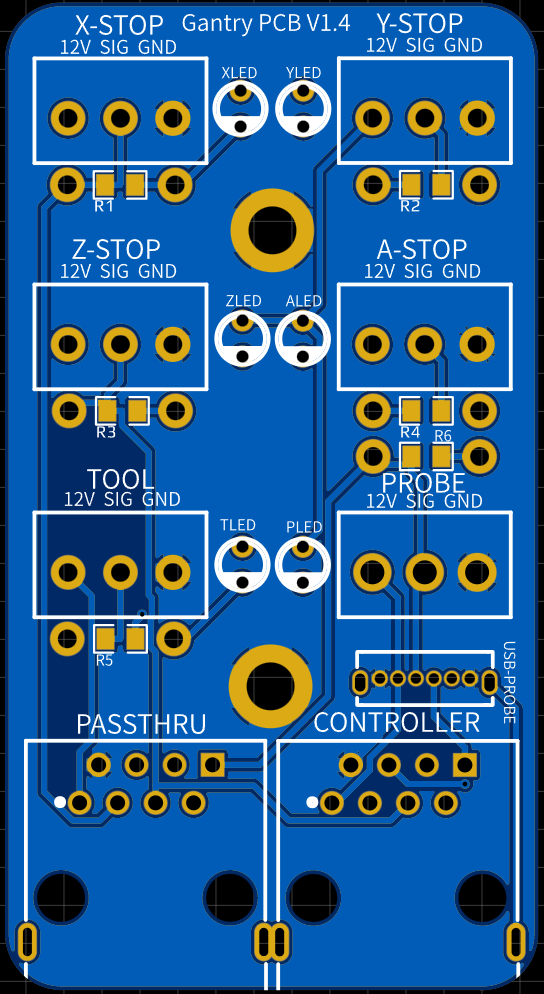 X-STOP
Gantry PCB V1.4
Y-STOP
12V SIG GND
12V SIG GND
XLED
YLED
R1
R2
Z-STOP
A-STOP
12V SIG GND
12V SIG GND
ZLED
ALED
R3
R4
R6
TOOL
PROBE
12V SIG GND
12V SIG GND
TLED
PLED
R5
USB-PROBE
PASSTHRU
CONTROLLER